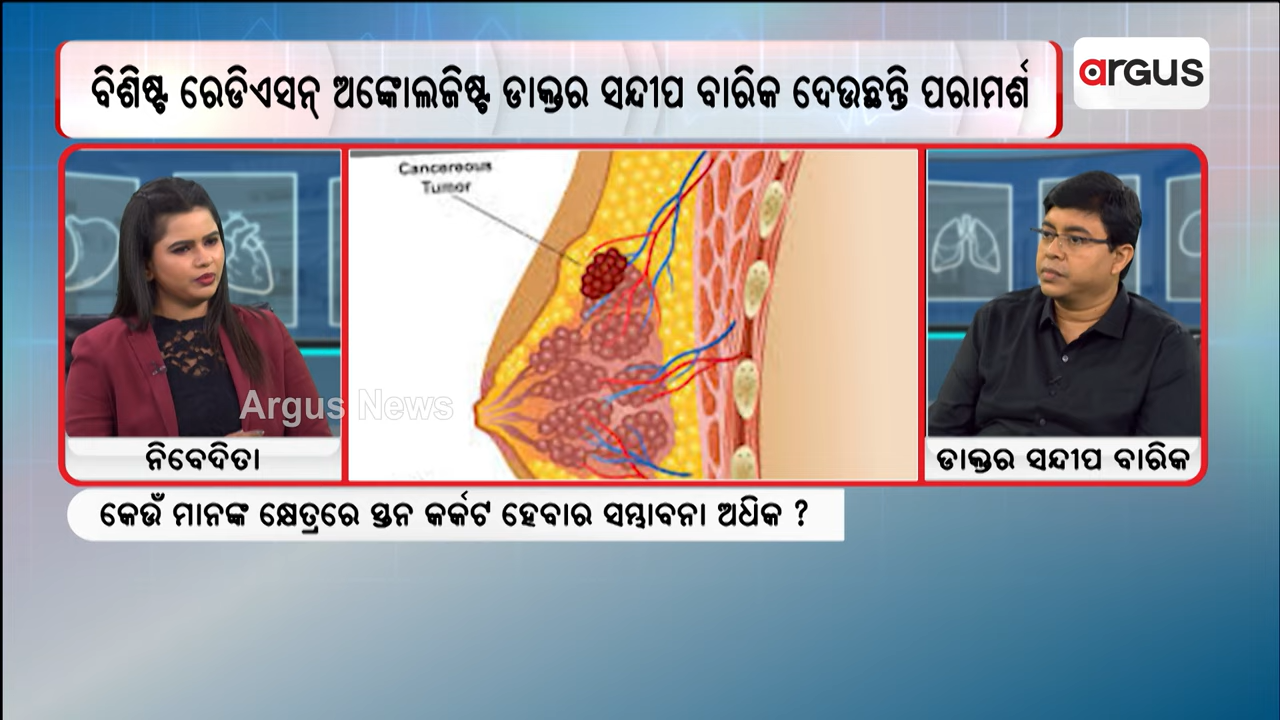 ବିଶିଷ୍ଟ ରେଡିଏସନ୍ ଅଙ୍କୋଲଜିଷ୍ଟ ଡାକ୍ତର ସନ୍ଦୀପ ବାରିକ ଦେଉଛନ୍ତି ପରାମର୍ଶ
argus
Cancereous
Tumor
Argus News
ନିବେଦିତା
ଡାକ୍ତର ସନ୍ଦୀପ ବାରିକ
କେଉଁ ମାନଙ୍କ କ୍ଷେତ୍ରରେ ସ୍ତନ କର୍କଟ ହେବାର ସମ୍ଭାବନା ଅଧିକ ?